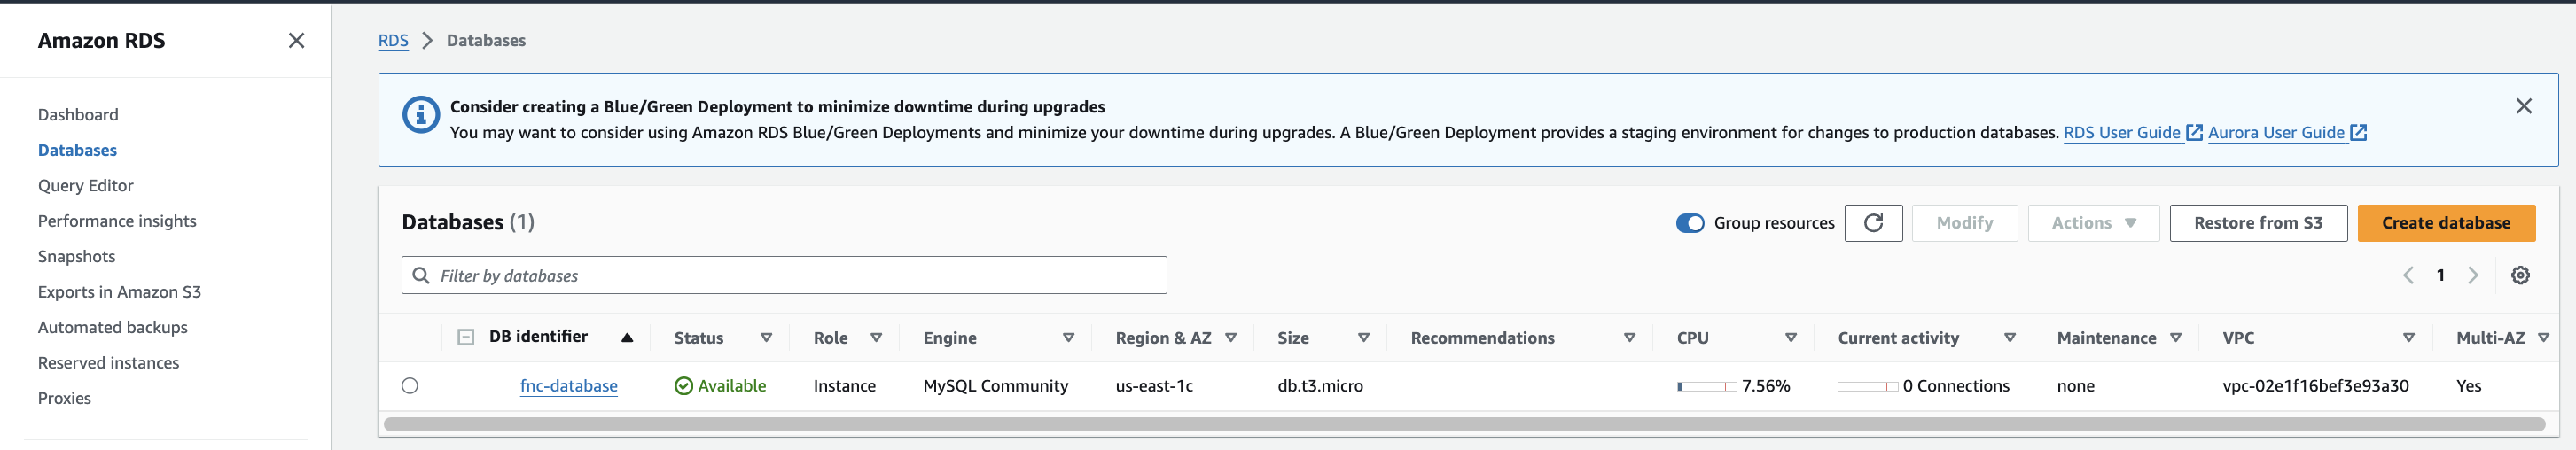 Amazon RDS
Dashboard
Databases
Query Editor
Performance insights
Snapshots
Exports in Amazon S3
Automated backups
Reserved instances
Proxies
RDS > Databases
Consider creating a Blue/Green Deployment to minimize downtime during upgrades
You may want to consider using Amazon RDS Blue/Green Deployments and minimize your downtime during upgrades. A Blue/Green Deployment provides a staging environment for changes to production databases. RDS User Guide Aurora User Guide
Databases (1)
Group resources Modify Actions Restore from S3 Create database
Filter by databases
1
DB identifier Status Role Engine Region & AZ Size Recommendations CPU Current activity Maintenance VPC Multi-AZ
fnc-database Available Instance MySQL Community us-east-1c db.t3.micro 7.56% 0 Connections none vpc-02e1f16bef3e93a30 Yes